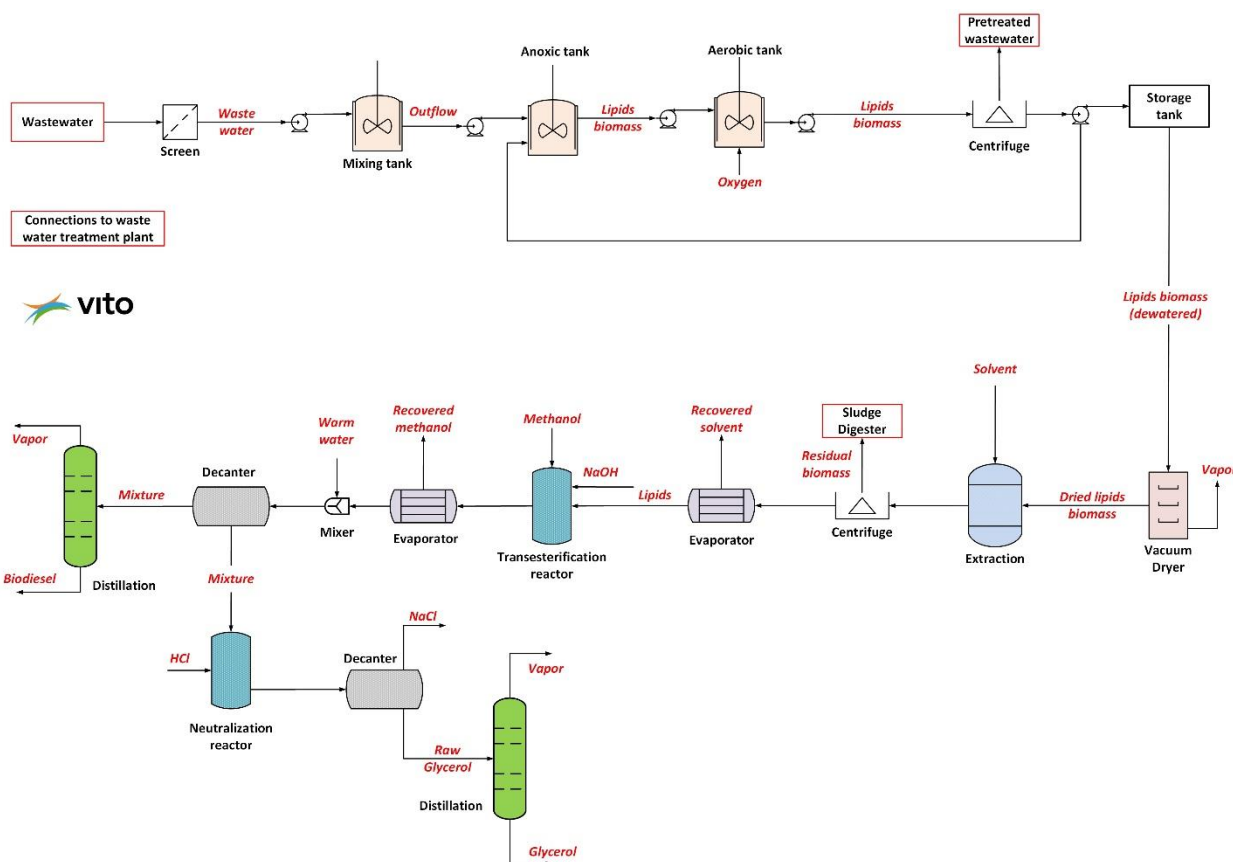 Pretreated
wastewater
Anoxic tank
Aerobic tank
Wastewater
Waste
water
Outflow
Lipids
biomass
Lipids
biomass
Storage
tank
Screen
Mixing tank
Oxygen
Centrifuge
Connections to waste
water treatment plant
vito
Lipids biomass
(dewatered)
Solvent
Vapor
Recovered
methanol
Warm
water
Methanol
Recovered
solvent
Sludge
Digester
Residual
biomass
Vapor
Decanter
Mixture
NaOH
Lipids
Dried lipids
biomass
Mixer
Evaporator
Transesterification
reactor
Evaporator
Centrifuge
Extraction
Vacuum
Dryer
Biodiesel
Distillation
Mixture
NaCl
HCl
Decanter
Vapor
Neutralization
reactor
Raw
Glycerol
Distillation
Glycerol